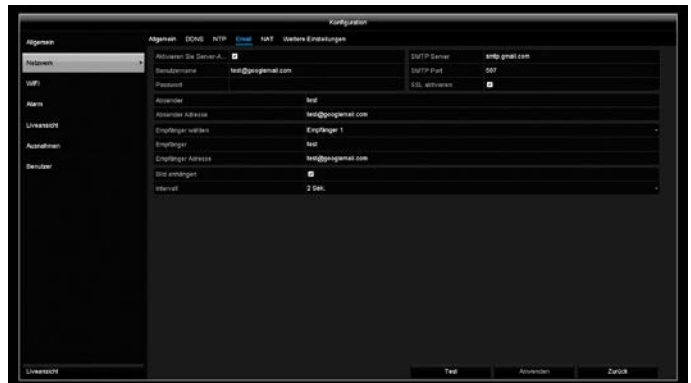 Konfiguration
Allgemein
Netzwerk
WIFI
Alarm
Liveansicht
Ausnahmen
Benutzer
Liveansicht
Allgemein DDNS NTP Email NAT Weitere Einstellungen
Aktivieren Sie Server-A... SMTP Server smtp.gmail.com
Benutzername test@googlemail.com SMTP Port 587
Passwort SSL aktivieren
Absender test
Absender Adresse test@googlemail.com
Empfänger wählen Empfänger 1
Empfänger test
Empfänger Adresse test@googlemail.com
Bild anhängen
Intervall 2 Sek.
Test Anwenden Zurück